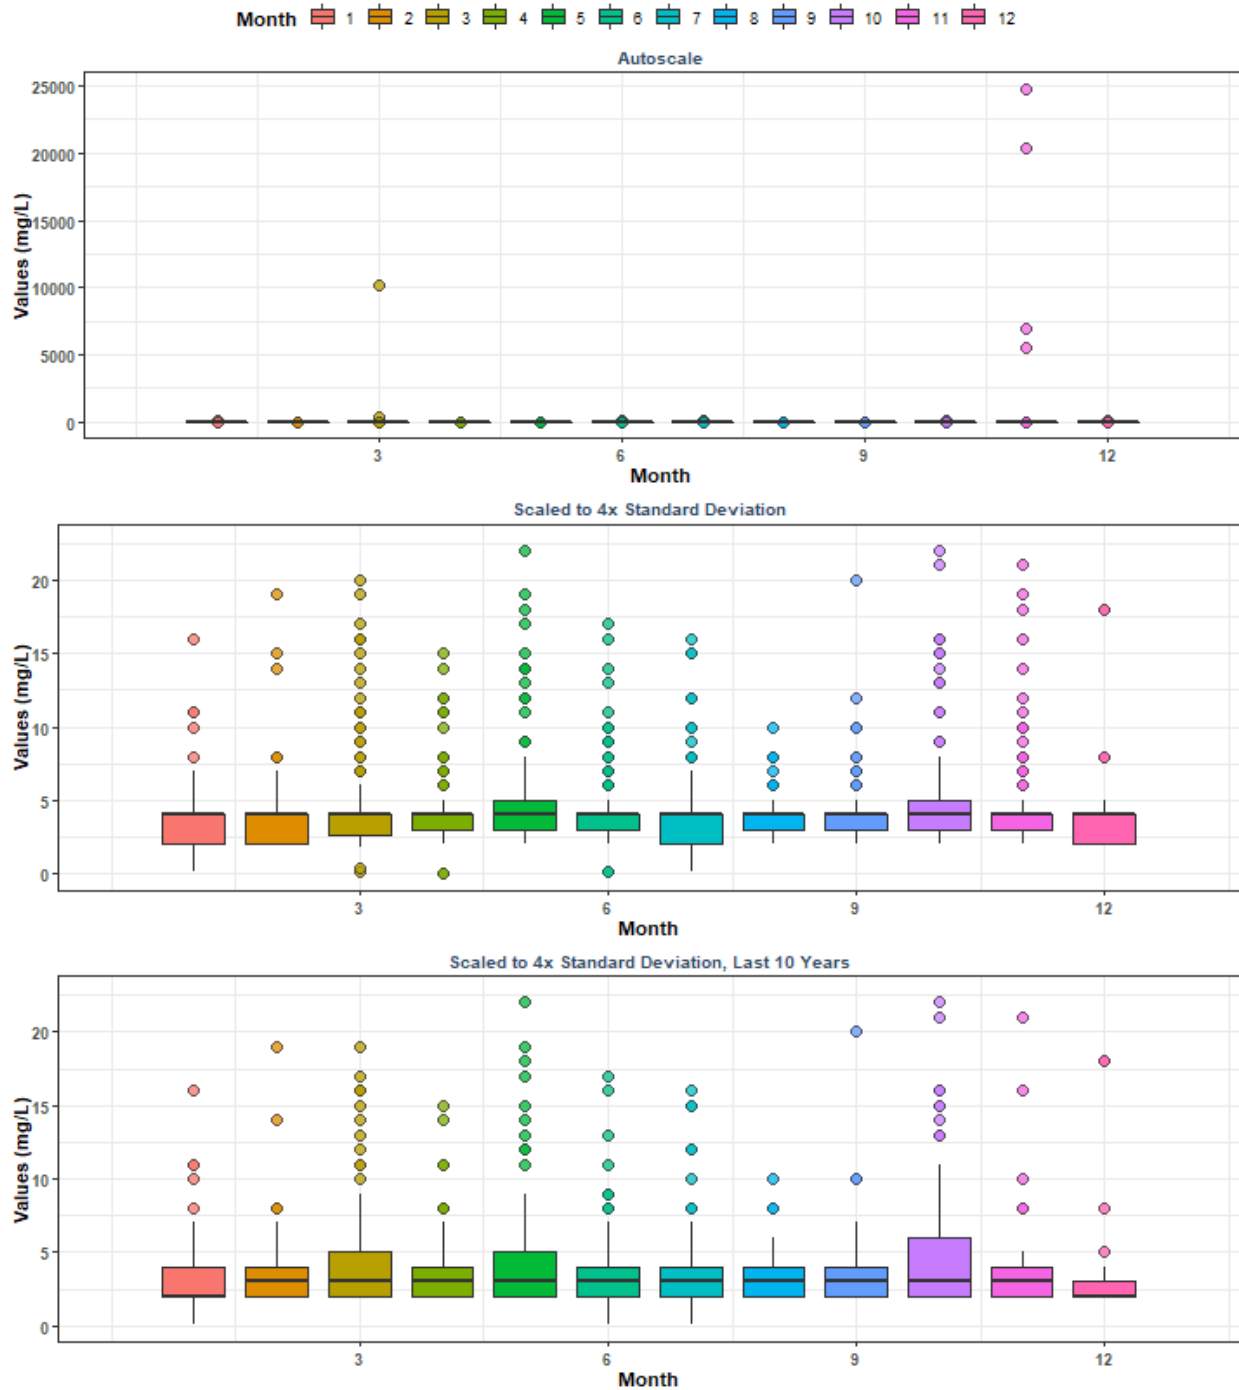 Month 1 2 3 4 5 6 7 8 9 10 11 12
Autoscale
Values (mg/L)
25000
20000
15000
10000
5000
0
3 6 9 12
Month
Scaled to 4x Standard Deviation
Values (mg/L)
20
15
10
5
0
3 6 9 12
Month
Scaled to 4x Standard Deviation, Last 10 Years
Values (mg/L)
20
15
10
5
0
3 6 9 12
Month